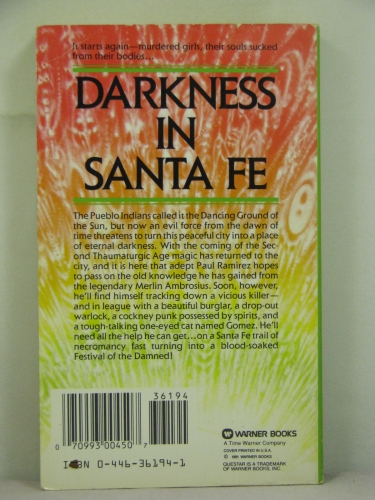 It starts again—murdered girls, their souls sucked
from their bodies...
DARKNESS
IN
SANTA FE
The Pueblo Indians called it the Dancing Ground of
the Sun, but now an evil force from the dawn of
time threatens to turn this peaceful city into a place
of eternal darkness. With the coming of the Sec-
ond Thaumaturgic Age magic has returned to the
city, and it is here that adept Paul Ramirez hopes
to pass on the old knowledge he has gained from
the legendary Merlin Ambrosius. Soon, however,
he'll find himself tracking down a vicious killer—
and in league with a beautiful burglar, a drop-out
warlock, a cockney punk possessed by spirits, and
a tough-talking one-eyed cat named Gomez. He'll
need all the help he can get...on a Santa Fe trail of
necromancy fast turning into a blood-soaked
Festival of the Damned!
36194
0 70993 00450 7
ISBN 0-446-36194-1
WARNER BOOKS
A Time Warner Company
COVER PRINTED IN U.S.A.
© 1991 WARNER BOOKS
QUESTAR IS A TRADEMARK
OF WARNER BOOKS, INC.